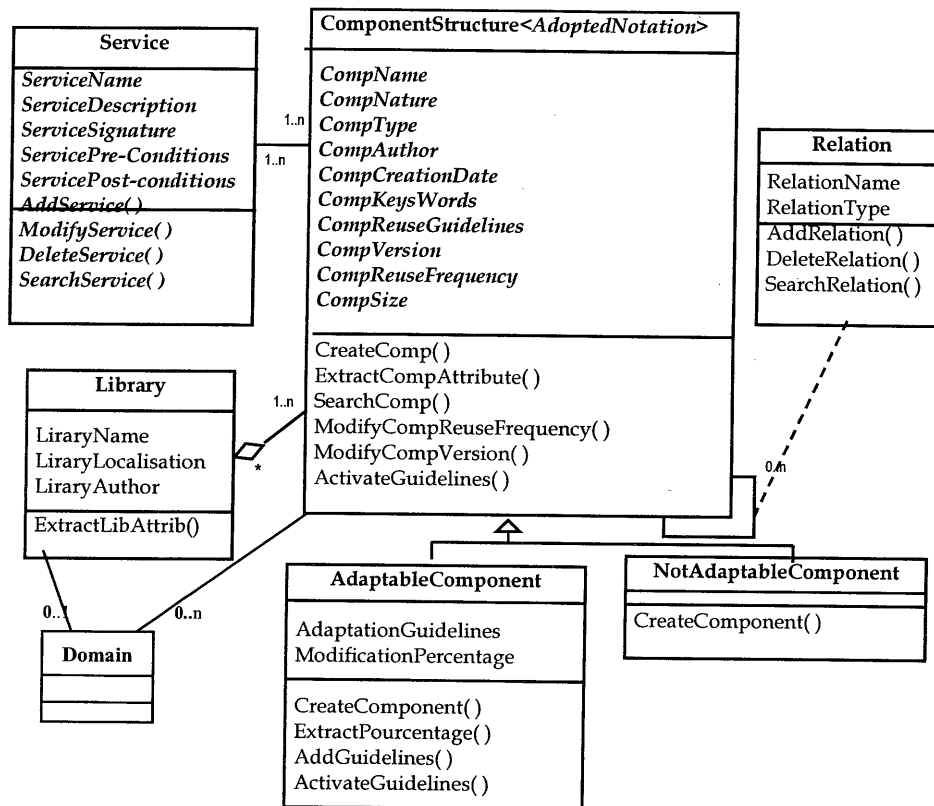 Service
ServiceName
ServiceDescription
ServiceSignature
ServicePre-Conditions
ServicePost-conditions
AddService( )
ModifyService( )
DeleteService( )
SearchService( )
1..n
1..n
ComponentStructure<AdoptedNotation>
CompName
CompNature
CompType
CompAuthor
CompCreationDate
CompKeysWords
CompReuseGuidelines
CompVersion
CompReuseFrequency
CompSize
CreateComp( )
ExtractCompAttribute( )
SearchComp( )
ModifyCompReuseFrequency( )
ModifyCompVersion( )
ActivateGuidelines( )
Relation
RelationName
RelationType
AddRelation( )
DeleteRelation( )
SearchRelation( )
0..n
Library
LiraryName
LiraryLocalisation
LiraryAuthor
ExtractLibAttrib()
1..n
*
0..1
0..n
Domain
AdaptableComponent
AdaptationGuidelines
ModificationPercentage
CreateComponent( )
ExtractPourcentage( )
AddGuidelines( )
ActivateGuidelines( )
NotAdaptableComponent
CreateComponent( )